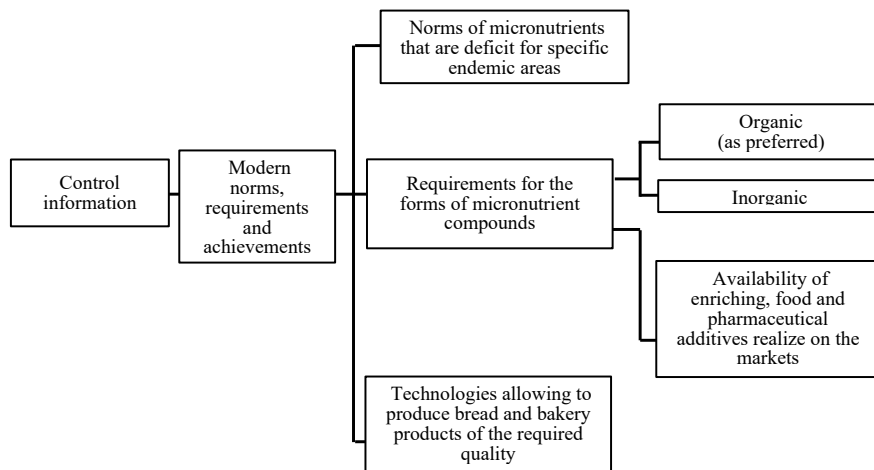 Norms of micronutrients
that are deficit for specific
endemic areas
Organic
(as preferred)
Control
information
Modern
norms,
requirements
and
achievements
Requirements for the
forms of micronutrient
compounds
Inorganic
Availability of
enriching, food and
pharmaceutical
additives realize on the
markets
Technologies allowing to
produce bread and bakery
products of the required
quality